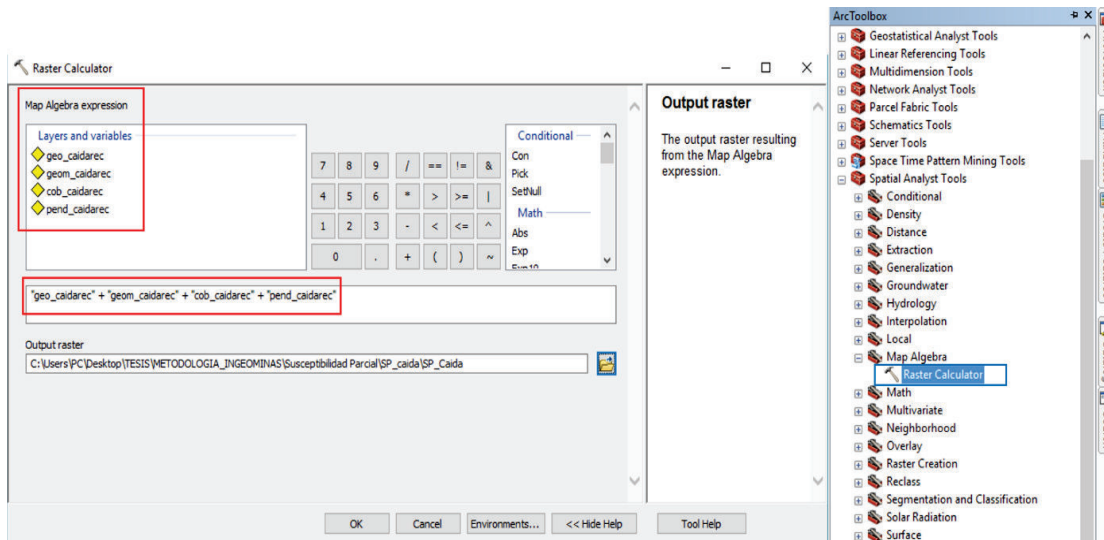 Raster Calculator
Map Algebra expression
Layers and variables
geo_caidarec
geom_caidarec
cob_caidarec
pend_caidarec
7 8 9 / == != &
4 5 6 * > >= |
1 2 3 - < <= ^
0 . + ( ) ~
Conditional
Con
Pick
SetNull
Math
Abs
Exp
Exp10
"geo_caidarec" + "geom_caidarec" + "cob_caidarec" + "pend_caidarec"
Output raster
C:\Users\PC\Desktop\TESIS\METODOLOGIA_INGEOMINAS\Susceptibilidad Parcial\SP_caida\SP_Caida
OK
Cancel
Environments...
<< Hide Help
Tool Help
Output raster
The output raster resulting
from the Map Algebra
expression.
ArcToolbox
Geostatistical Analyst Tools
Linear Referencing Tools
Multidimension Tools
Network Analyst Tools
Parcel Fabric Tools
Schematics Tools
Server Tools
Space Time Pattern Mining Tools
Spatial Analyst Tools
Conditional
Density
Distance
Extraction
Generalization
Groundwater
Hydrology
Interpolation
Local
Map Algebra
Raster Calculator
Math
Multivariate
Neighborhood
Overlay
Raster Creation
Reclass
Segmentation and Classification
Solar Radiation
Surface